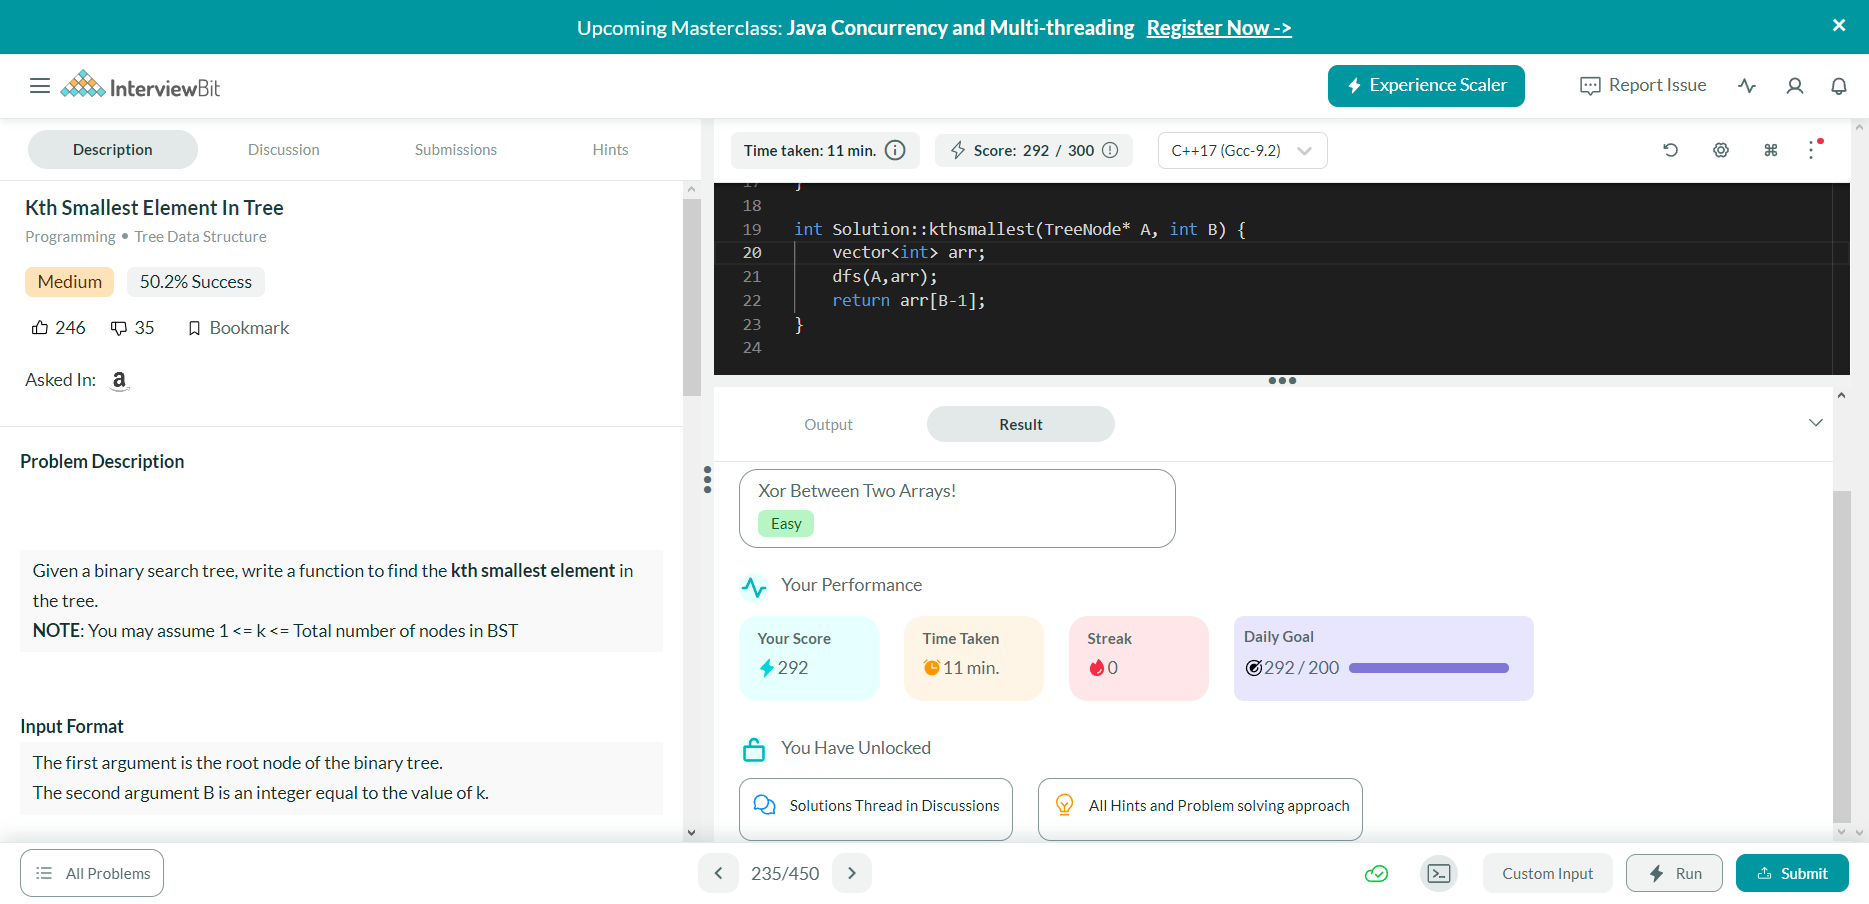 Upcoming Masterclass: Java Concurrency and Multi-threading Register Now ->
InterviewBit
Experience Scaler
Report Issue
Description
Discussion
Submissions
Hints
Kth Smallest Element In Tree
Programming • Tree Data Structure
Medium
50.2% Success
246
35
Bookmark
Asked In:
Problem Description
Given a binary search tree, write a function to find the kth smallest element in
the tree.
NOTE: You may assume 1 <= k <= Total number of nodes in BST
Input Format
The first argument is the root node of the binary tree.
The second argument B is an integer equal to the value of k.
Time taken: 11 min.
Score: 292 / 300
C++17 (Gcc-9.2)
17 }
18
19 int Solution::kthsmallest(TreeNode* A, int B) {
20 vector<int> arr;
21 dfs(A,arr);
22 return arr[B-1];
23 }
24
Output
Result
Xor Between Two Arrays!
Easy
Your Performance
Your Score
292
Time Taken
11 min.
Streak
0
Daily Goal
292 / 200
You Have Unlocked
Solutions Thread in Discussions
All Hints and Problem solving approach
All Problems
235/450
Custom Input
Run
Submit